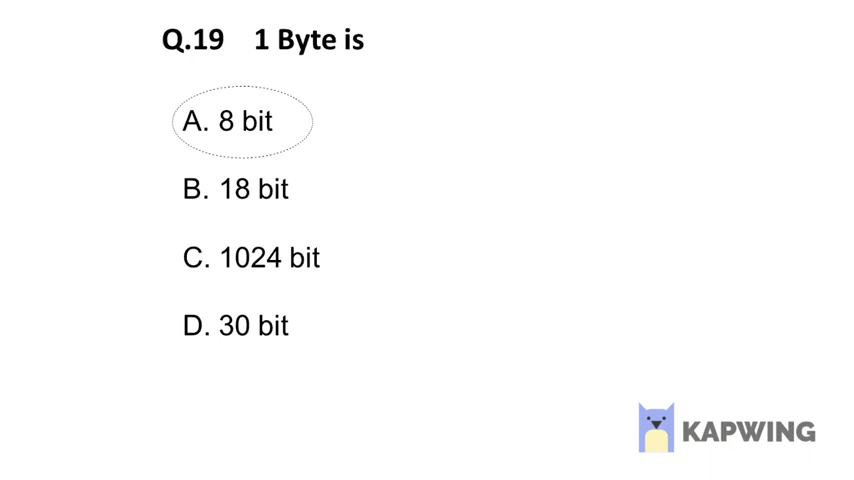 Q.19 1 Byte is
A. 8 bit
B. 18 bit
C. 1024 bit
D. 30 bit
KAPWING